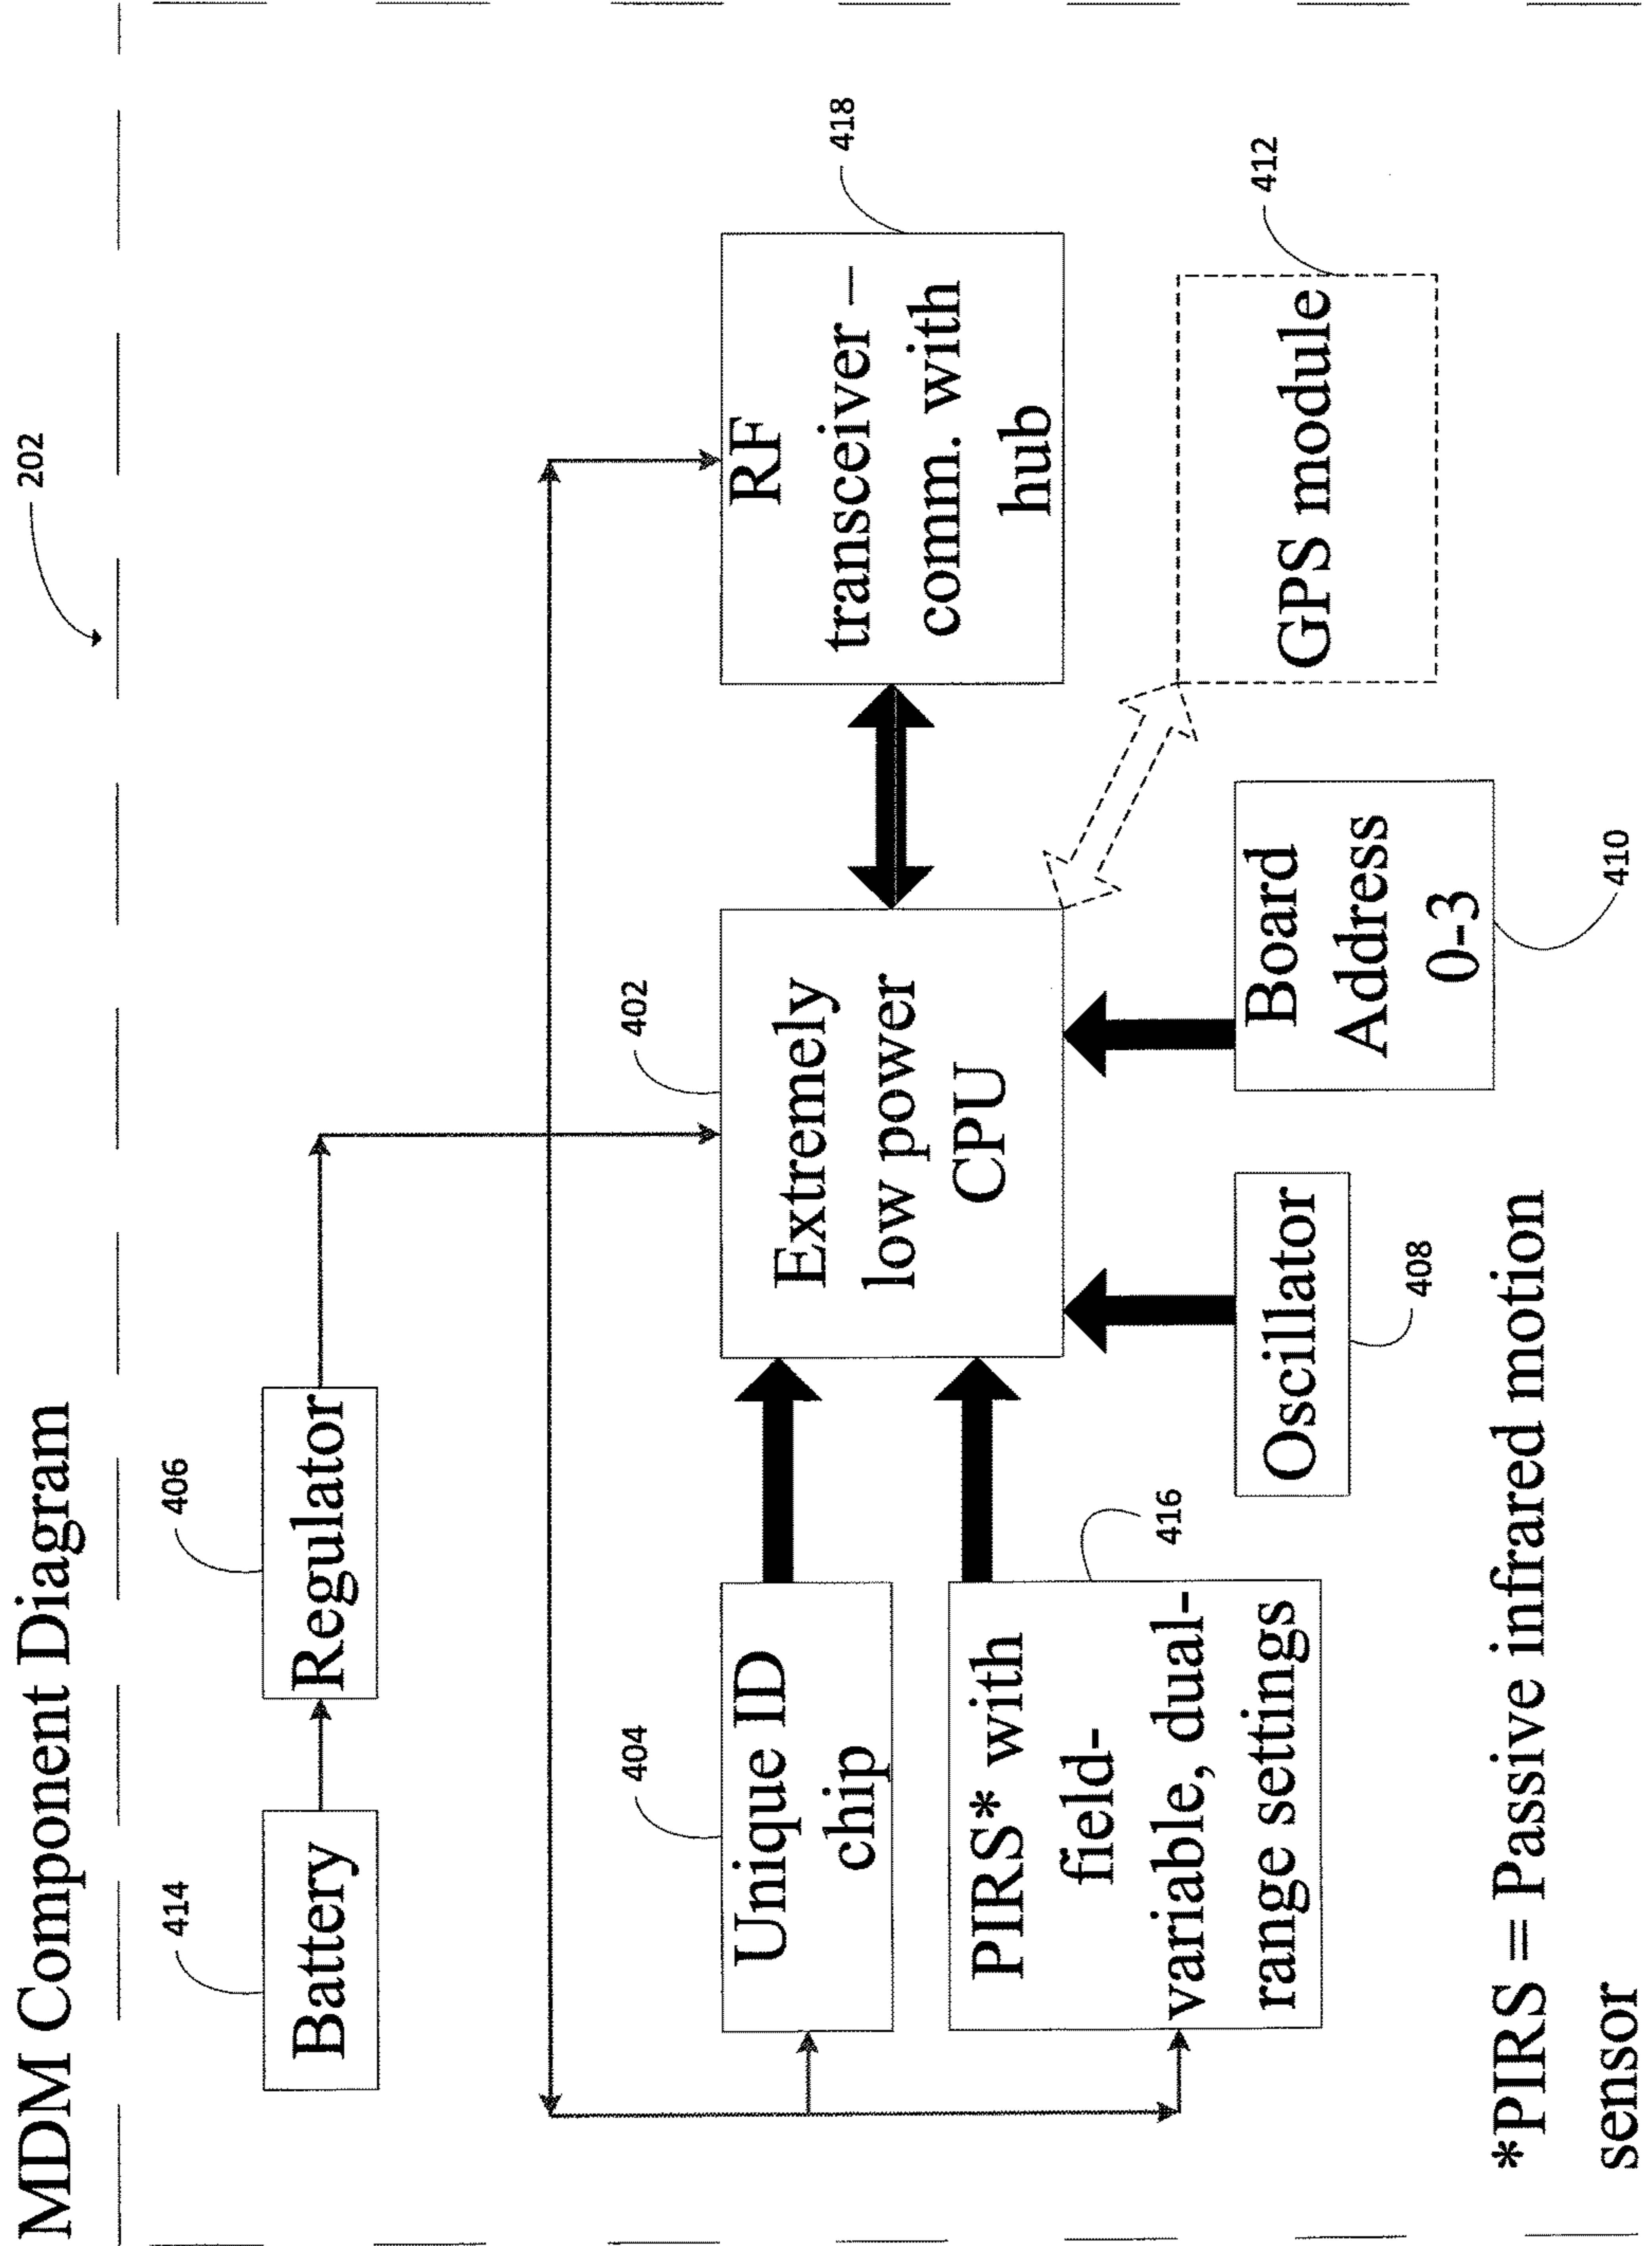 MDM Component Diagram
202
414
406
Battery
Regulator
404
402
418
Unique ID
chip
Extremely
low power
CPU
RF
transceiver –
comm. with
hub
PIRS* with
field-
variable, dual-
range settings
416
412
GPS module
Oscillator
408
Board
Address
0-3
410
*PIRS = Passive infrared motion
sensor